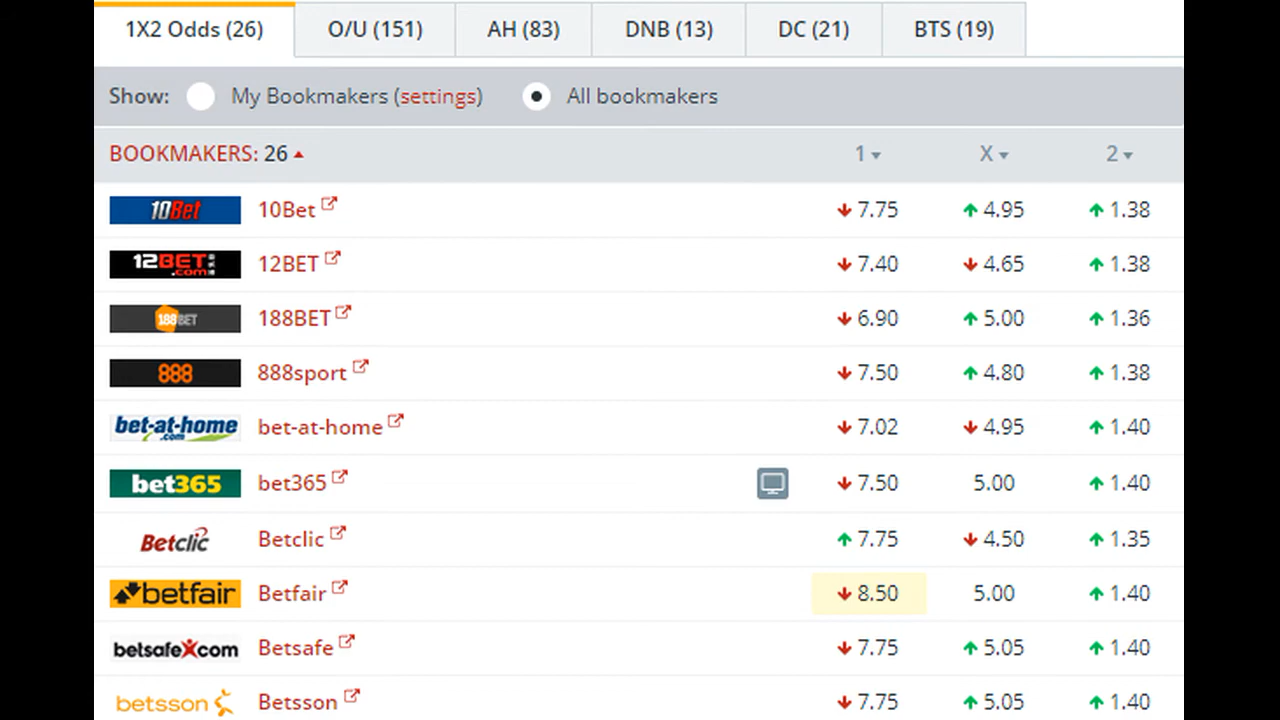 1X2 Odds (26) O/U (151) AH (83) DNB (13) DC (21) BTS (19)
Show: My Bookmakers (settings) All bookmakers
BOOKMAKERS: 26 1 X 2
10Bet 10Bet 7.75 4.95 1.38
12BET.com 12BET 7.40 4.65 1.38
188BET 188BET 6.90 5.00 1.36
888 888sport 7.50 4.80 1.38
bet-at-home.com bet-at-home 7.02 4.95 1.40
bet365 bet365 7.50 5.00 1.40
Betclic Betclic 7.75 4.50 1.35
betfair Betfair 8.50 5.00 1.40
betsafe.com Betsafe 7.75 5.05 1.40
betsson Betsson 7.75 5.05 1.40